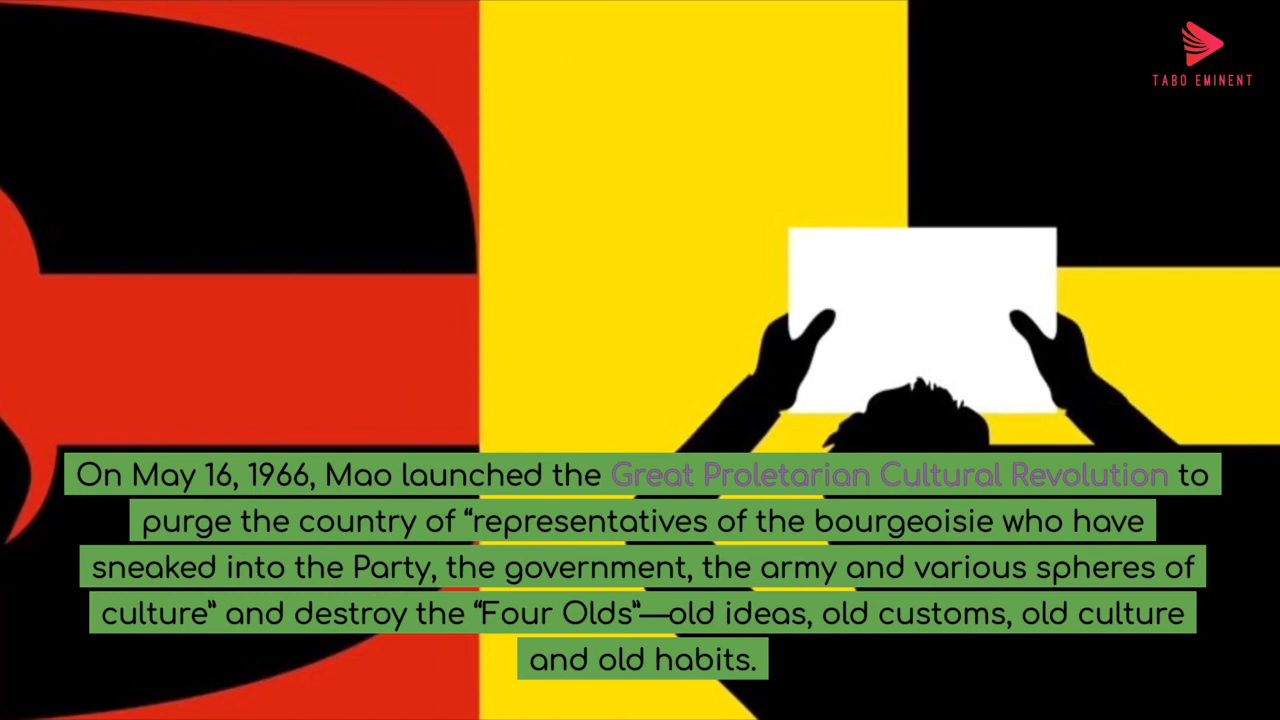 TABO EMINENT
On May 16, 1966, Mao launched the Great Proletarian Cultural Revolution to
purge the country of “representatives of the bourgeoisie who have
sneaked into the Party, the government, the army and various spheres of
culture” and destroy the “Four Olds”—old ideas, old customs, old culture
and old habits.